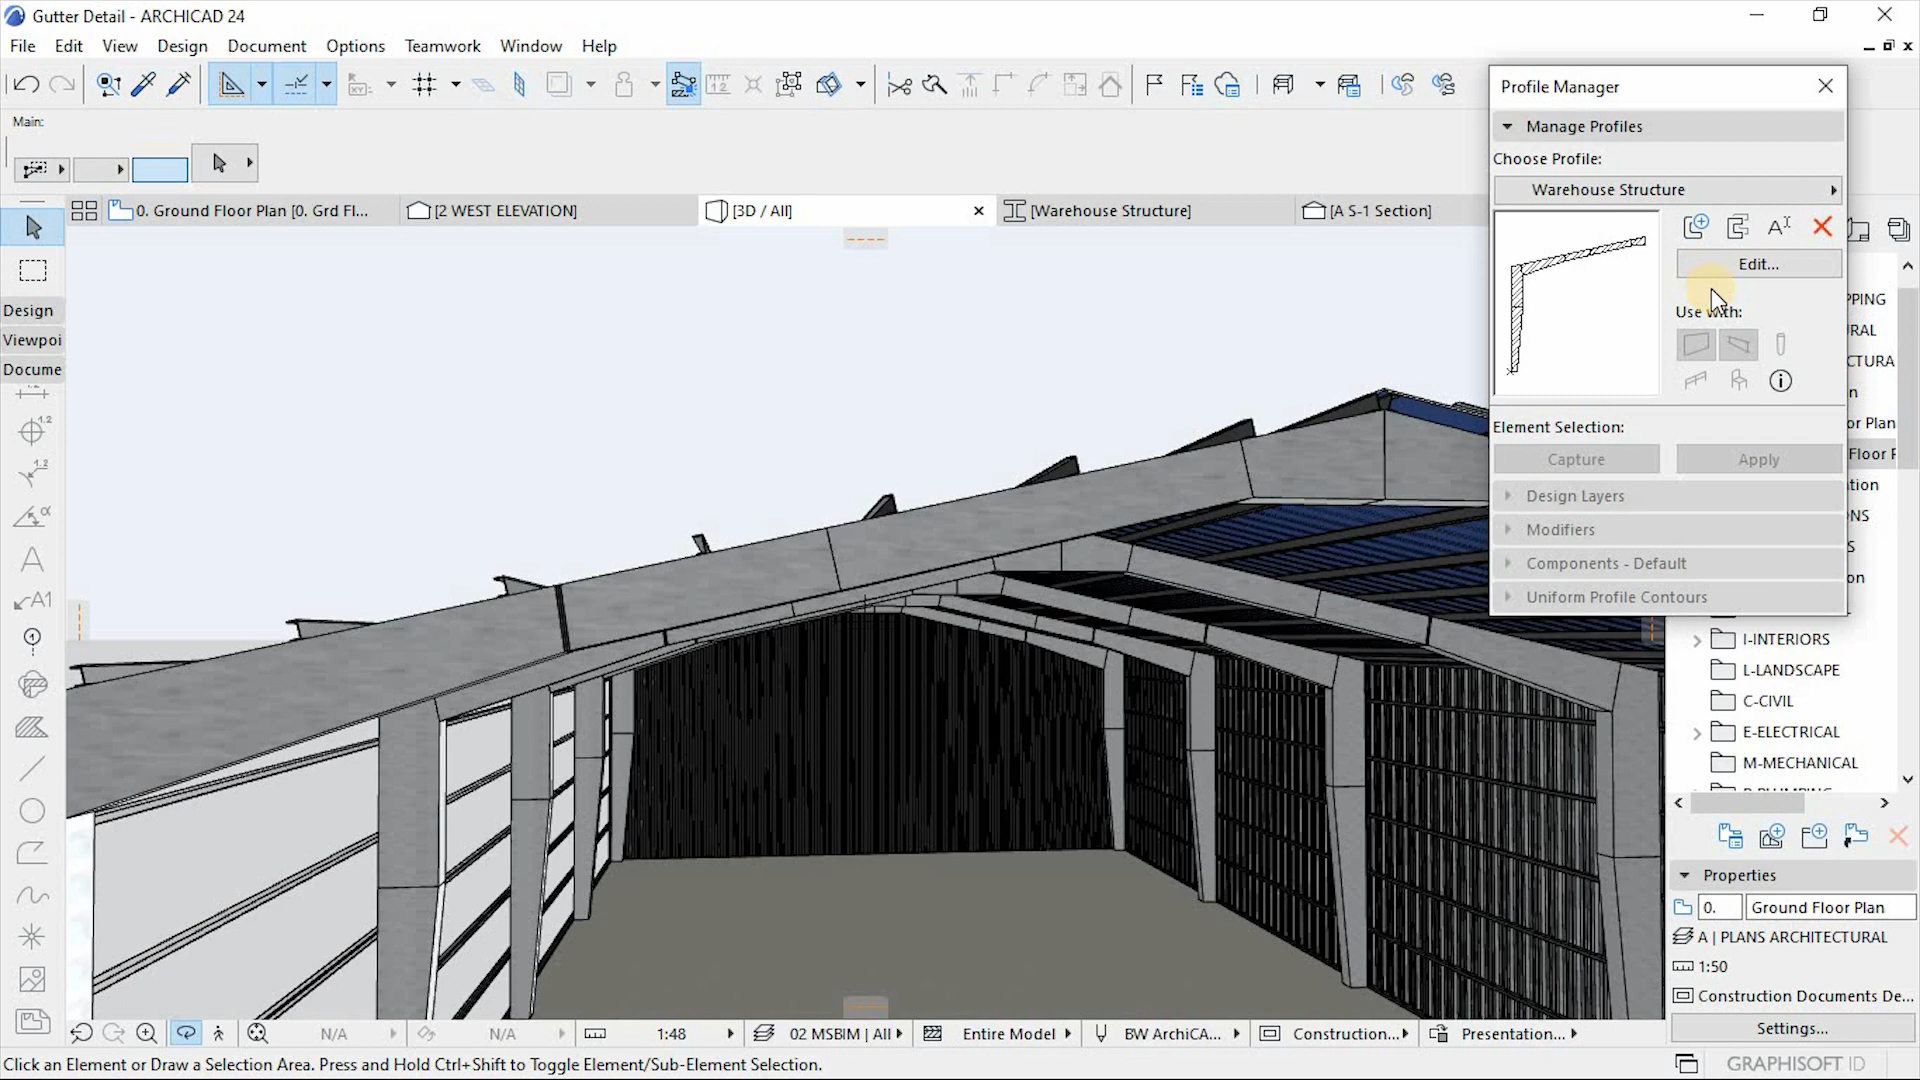 Gutter Detail - ARCHICAD 24
File Edit View Design Document Options Teamwork Window Help
Main:
0. Ground Floor Plan [0. Grd Fl...
[2 WEST ELEVATION]
[3D / All]
[Warehouse Structure]
[A S-1 Section]
Design
Viewpoi
Docume
Profile Manager
Manage Profiles
Choose Profile:
Warehouse Structure
Edit...
Use with:
Element Selection:
Capture
Apply
Design Layers
Modifiers
Components - Default
Uniform Profile Contours
PPING
URAL
CTURA
n
or Plan
Floor F
tion
NS
S
on
I-INTERIORS
L-LANDSCAPE
C-CIVIL
E-ELECTRICAL
M-MECHANICAL
Properties
0. Ground Floor Plan
A | PLANS ARCHITECTURAL
1:50
Construction Documents De...
Settings...
N/A
N/A
1:48
02 MSBIM | All
Entire Model
BW ArchiCA...
Construction...
Presentation...
Click an Element or Draw a Selection Area. Press and Hold Ctrl+Shift to Toggle Element/Sub-Element Selection.
GRAPHISOFT ID